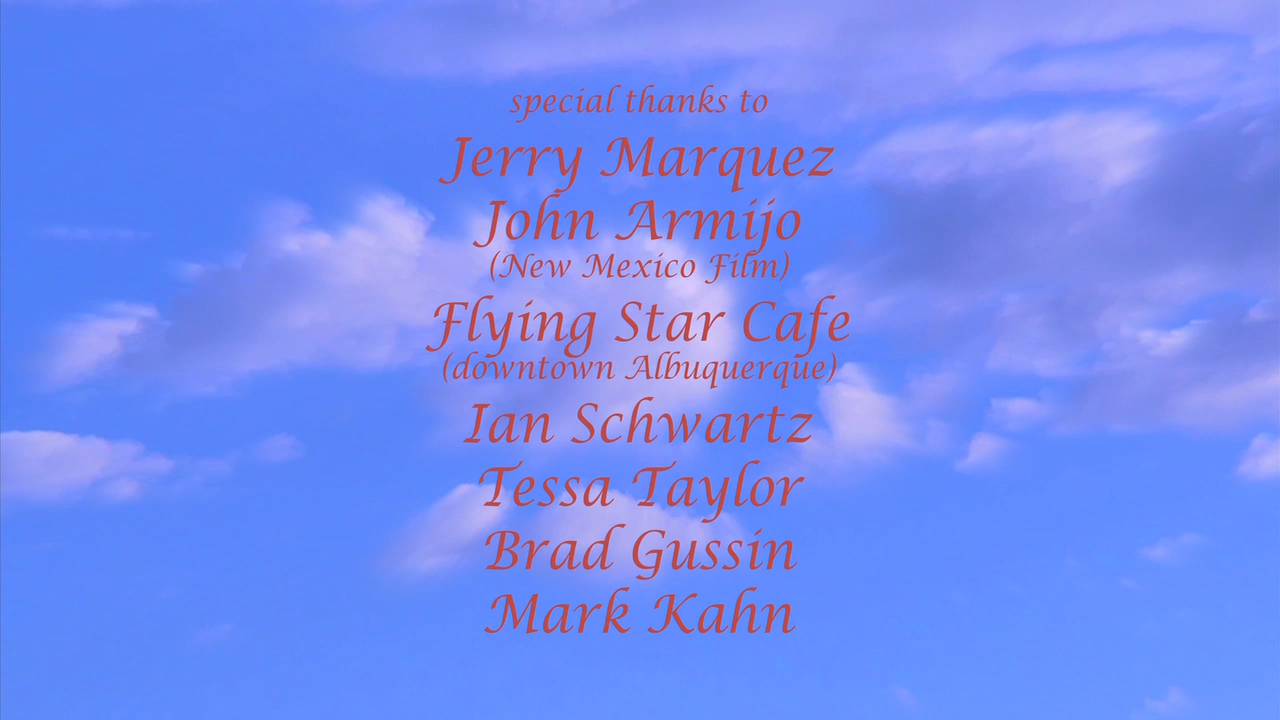 special thanks to
Jerry Marquez
John Armijo
(New Mexico Film)
Flying Star Cafe
(downtown Albuquerque)
Ian Schwartz
Tessa Taylor
Brad Gussin
Mark Kahn